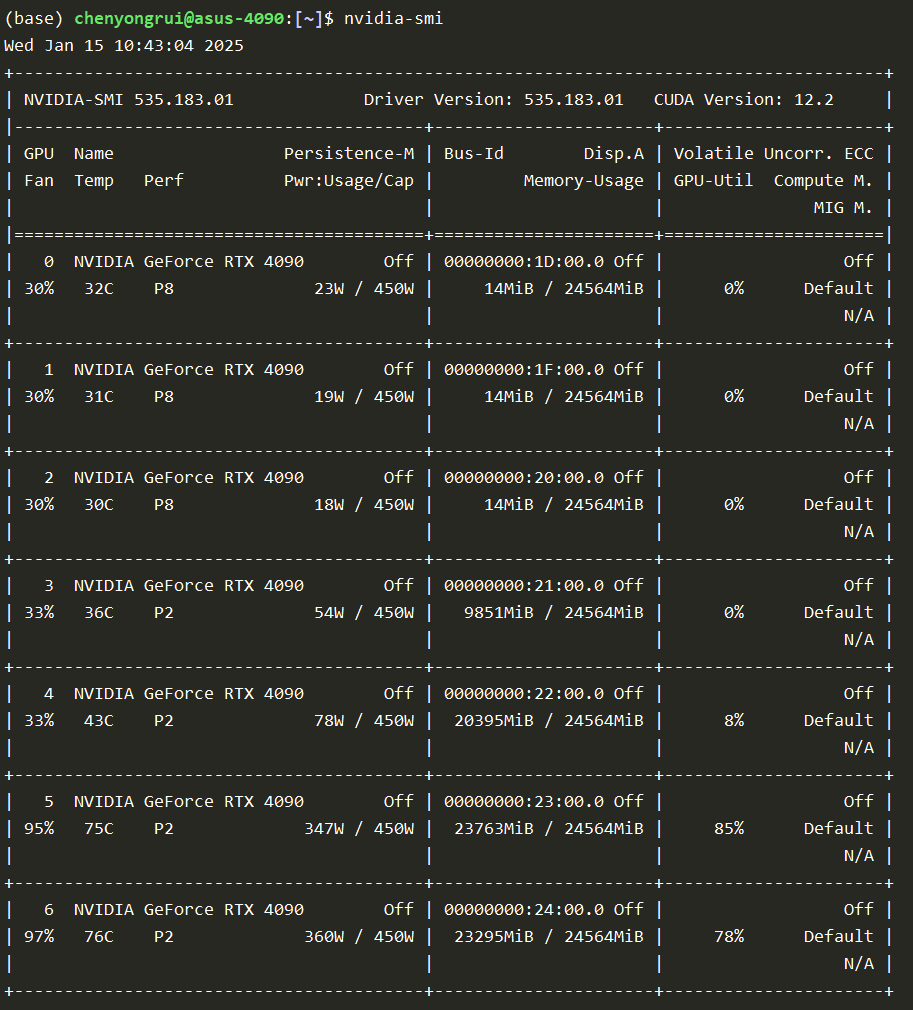 (base) chenyongrui@asus-4090:[~]$ nvidia-smi
Wed Jan 15 10:43:04 2025
+---------------------------------------------------------------------------------------+
| NVIDIA-SMI 535.183.01             Driver Version: 535.183.01   CUDA Version: 12.2     |
|-----------------------------------------+----------------------+----------------------+
| GPU  Name                 Persistence-M | Bus-Id        Disp.A | Volatile Uncorr. ECC |
| Fan  Temp   Perf          Pwr:Usage/Cap |         Memory-Usage | GPU-Util  Compute M. |
|                                         |                      |               MIG M. |
|=========================================+======================+======================|
|   0  NVIDIA GeForce RTX 4090        Off | 00000000:1D:00.0 Off |                  Off |
| 30%   32C    P8              23W / 450W |     14MiB / 24564MiB |      0%      Default |
|                                         |                      |                  N/A |
+-----------------------------------------+----------------------+----------------------+
|   1  NVIDIA GeForce RTX 4090        Off | 00000000:1F:00.0 Off |                  Off |
| 30%   31C    P8              19W / 450W |     14MiB / 24564MiB |      0%      Default |
|                                         |                      |                  N/A |
+-----------------------------------------+----------------------+----------------------+
|   2  NVIDIA GeForce RTX 4090        Off | 00000000:20:00.0 Off |                  Off |
| 30%   30C    P8              18W / 450W |     14MiB / 24564MiB |      0%      Default |
|                                         |                      |                  N/A |
+-----------------------------------------+----------------------+----------------------+
|   3  NVIDIA GeForce RTX 4090        Off | 00000000:21:00.0 Off |                  Off |
| 33%   36C    P2              54W / 450W |   9851MiB / 24564MiB |      0%      Default |
|                                         |                      |                  N/A |
+-----------------------------------------+----------------------+----------------------+
|   4  NVIDIA GeForce RTX 4090        Off | 00000000:22:00.0 Off |                  Off |
| 33%   43C    P2              78W / 450W |  20395MiB / 24564MiB |      8%      Default |
|                                         |                      |                  N/A |
+-----------------------------------------+----------------------+----------------------+
|   5  NVIDIA GeForce RTX 4090        Off | 00000000:23:00.0 Off |                  Off |
| 95%   75C    P2             347W / 450W |  23763MiB / 24564MiB |     85%      Default |
|                                         |                      |                  N/A |
+-----------------------------------------+----------------------+----------------------+
|   6  NVIDIA GeForce RTX 4090        Off | 00000000:24:00.0 Off |                  Off |
| 97%   76C    P2             360W / 450W |  23295MiB / 24564MiB |     78%      Default |
|                                         |                      |                  N/A |
+-----------------------------------------+----------------------+----------------------+